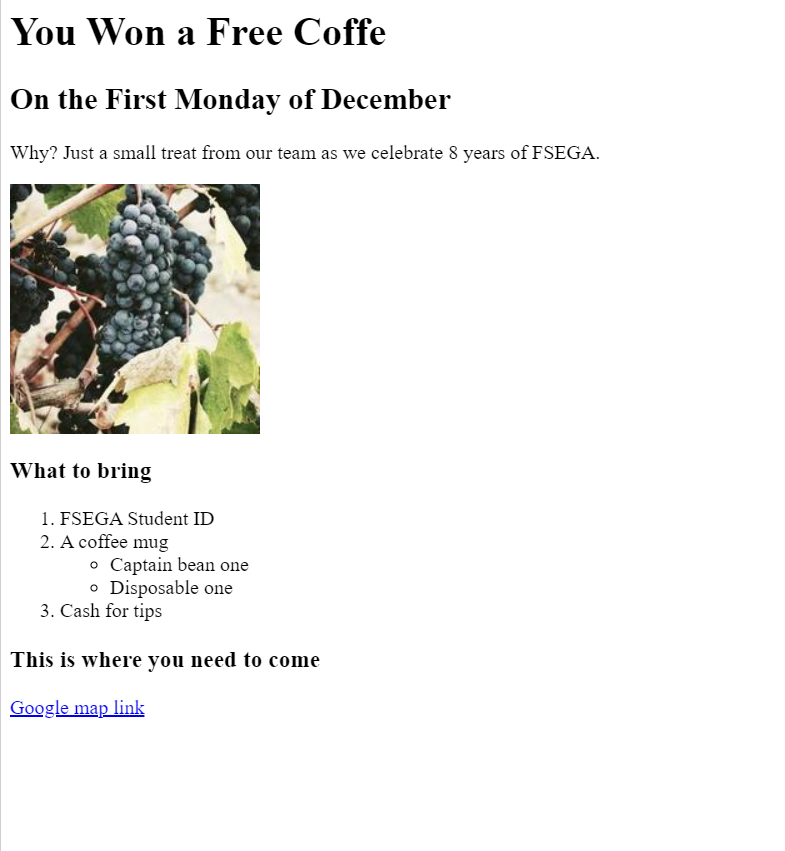 You Won a Free Coffe
On the First Monday of December
Why? Just a small treat from our team as we celebrate 8 years of FSEGA.
What to bring
1. FSEGA Student ID
2. A coffee mug
◦ Captain bean one
◦ Disposable one
3. Cash for tips
This is where you need to come
Google map link